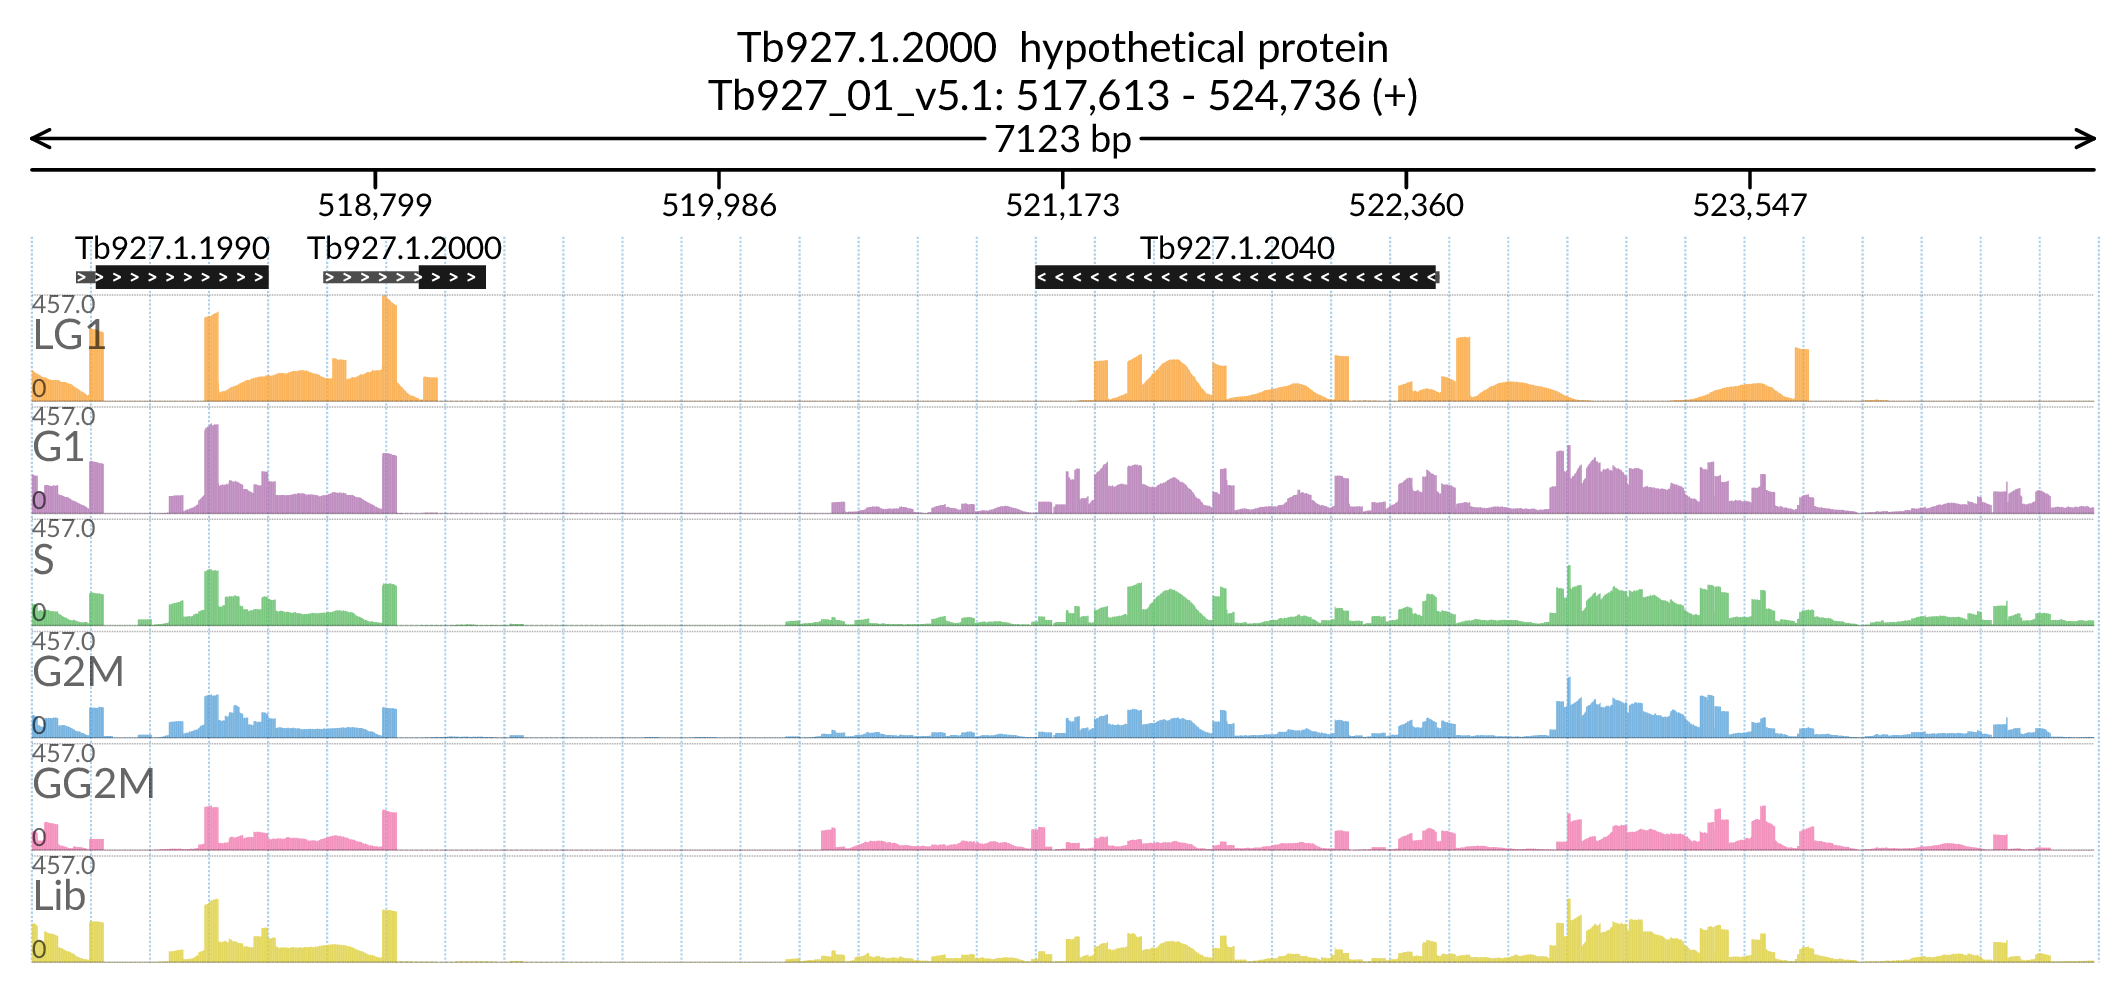 Tb927.1.2000  hypothetical protein
Tb927_01_v5.1: 517,613 - 524,736 (+)
7123 bp
518,799 519,986 521,173 522,360 523,547
Tb927.1.1990 Tb927.1.2000 Tb927.1.2040
457.0
LG1
0
457.0
G1
0
457.0
S
0
457.0
G2M
0
457.0
GG2M
0
457.0
Lib
0